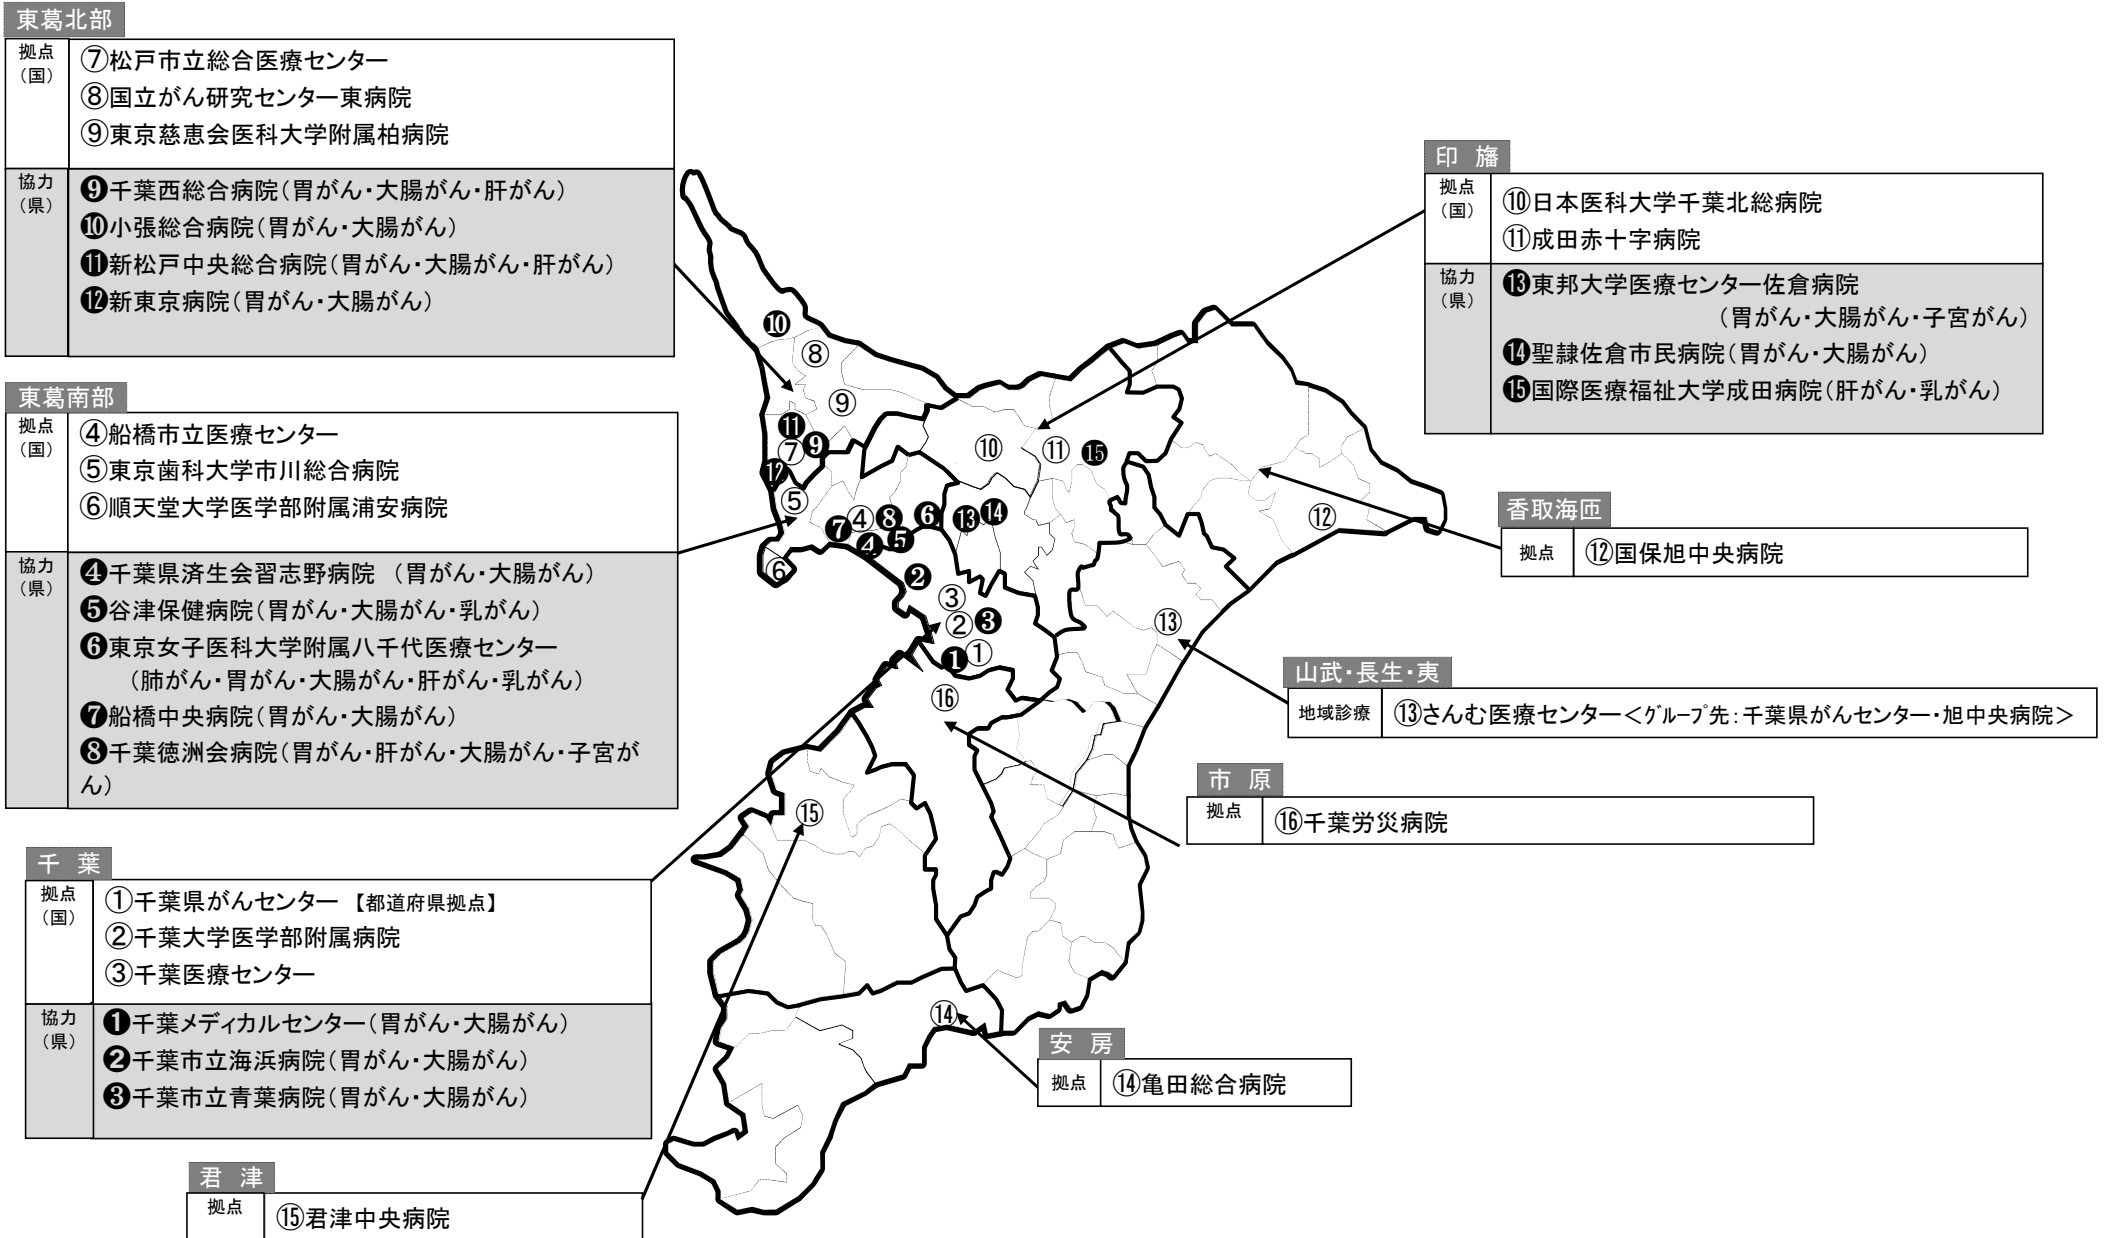 東葛北部
拠点
（国）
⑦松戸市立総合医療センター
⑧国立がん研究センター東病院
⑨東京慈恵会医科大学附属柏病院
協力
（県）
❾千葉西総合病院（胃がん・大腸がん・肝がん）
❿小張総合病院（胃がん・大腸がん）
⓫新松戸中央総合病院（胃がん・大腸がん・肝がん）
⓬新東京病院（胃がん・大腸がん）
東葛南部
拠点
（国）
④船橋市立医療センター
⑤東京歯科大学市川総合病院
⑥順天堂大学医学部附属浦安病院
協力
（県）
❹千葉県済生会習志野病院　（胃がん・大腸がん）
❺谷津保健病院（胃がん・大腸がん・乳がん）
❻東京女子医科大学附属八千代医療センター
（肺がん・胃がん・大腸がん・肝がん・乳がん）
❼船橋中央病院（胃がん・大腸がん）
❽千葉徳洲会病院（胃がん・肝がん・大腸がん・子宮が
ん）
千　葉
拠点
（国）
①千葉県がんセンター　【都道府県拠点】
②千葉大学医学部附属病院
③千葉医療センター
協力
（県）
❶千葉メディカルセンター（胃がん・大腸がん）
❷千葉市立海浜病院（胃がん・大腸がん）
❸千葉市立青葉病院（胃がん・大腸がん）
君　津
拠点
⑮君津中央病院
❿
⑧
⑨
⓫
⑦
❾
⓬
⑤
❼
④
❽
❻
❹
❺
⑥
⑩
⑪
⓯
⓭
⓮
⑫
❷
③
②
❸
❶
①
⑬
⑯
⑮
⑭
印　旛
拠点
（国）
⑩日本医科大学千葉北総病院
⑪成田赤十字病院
協力
（県）
⓭東邦大学医療センター佐倉病院
（胃がん・大腸がん・子宮がん）
⓮聖隷佐倉市民病院（胃がん・大腸がん）
⓯国際医療福祉大学成田病院（肝がん・乳がん）
香取海匝
拠点
⑫国保旭中央病院
山武・長生・夷
地域診療
⑬さんむ医療センター＜ｸﾞﾙｰﾌﾟ先：千葉県がんセンター・旭中央病院＞
市　原
拠点
⑯千葉労災病院
安　房
拠点
⑭亀田総合病院